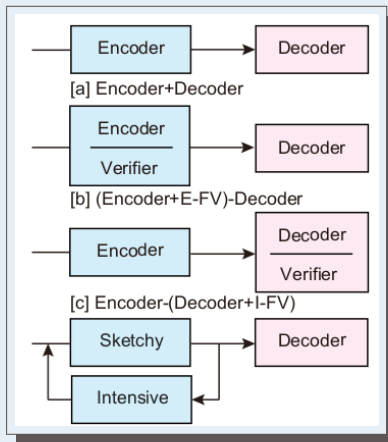 Encoder Decoder
[a] Encoder+Decoder
Encoder
Verifier
Decoder
[b] (Encoder+E-FV)-Decoder
Encoder
Decoder
Verifier
[c] Encoder-(Decoder+I-FV)
Sketchy Decoder
Intensive